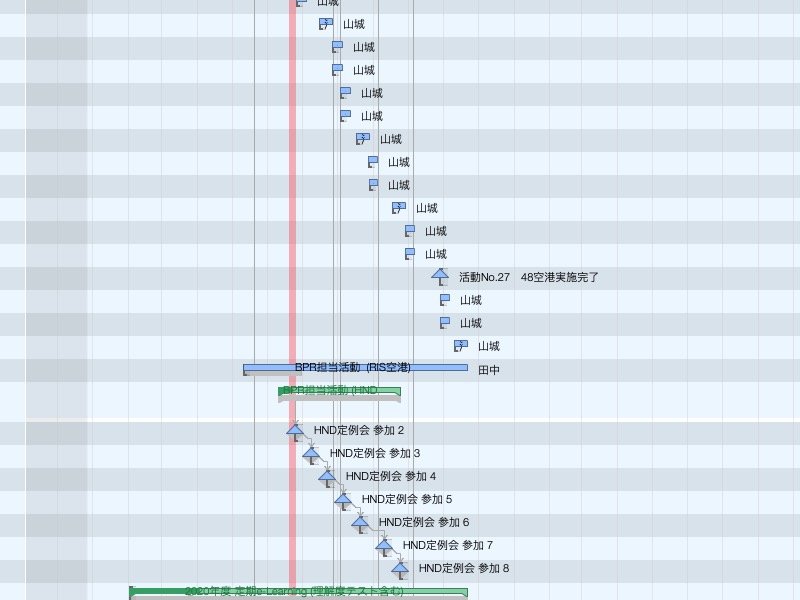 山城
山城
山城
山城
山城
山城
山城
山城
山城
山城
山城
山城
活動No.27　48空港実施完了
山城
山城
山城
BPR担当活動 (RIS空港)
田中
BPR担当活動 (HND
HND定例会 参加 2
HND定例会 参加 3
HND定例会 参加 4
HND定例会 参加 5
HND定例会 参加 6
HND定例会 参加 7
HND定例会 参加 8
2020年度 定期e-Learning (理解度テスト含む)